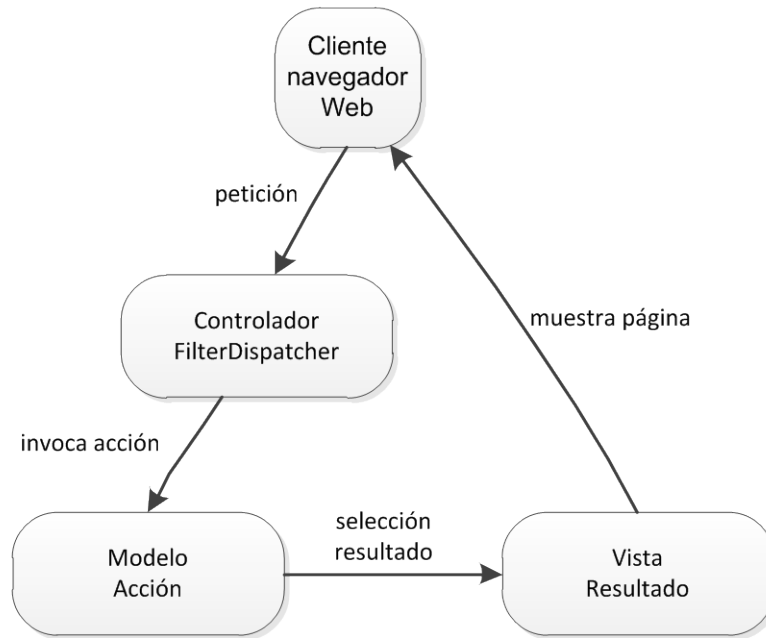 Cliente
navegador
Web
petición
Controlador
FilterDispatcher
muestra página
invoca acción
selección
resultado
Modelo
Acción
Vista
Resultado